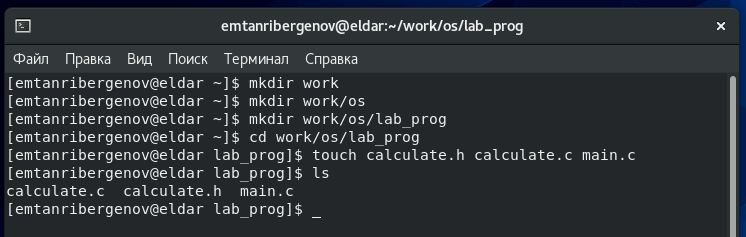 emtanribergenov@eldar:~/work/os/lab_prog
Файл Правка Вид Поиск Терминал Справка
[emtanribergenov@eldar ~]$ mkdir work
[emtanribergenov@eldar ~]$ mkdir work/os
[emtanribergenov@eldar ~]$ mkdir work/os/lab_prog
[emtanribergenov@eldar ~]$ cd work/os/lab_prog
[emtanribergenov@eldar lab_prog]$ touch calculate.h calculate.c main.c
[emtanribergenov@eldar lab_prog]$ ls
calculate.c  calculate.h  main.c
[emtanribergenov@eldar lab_prog]$ _